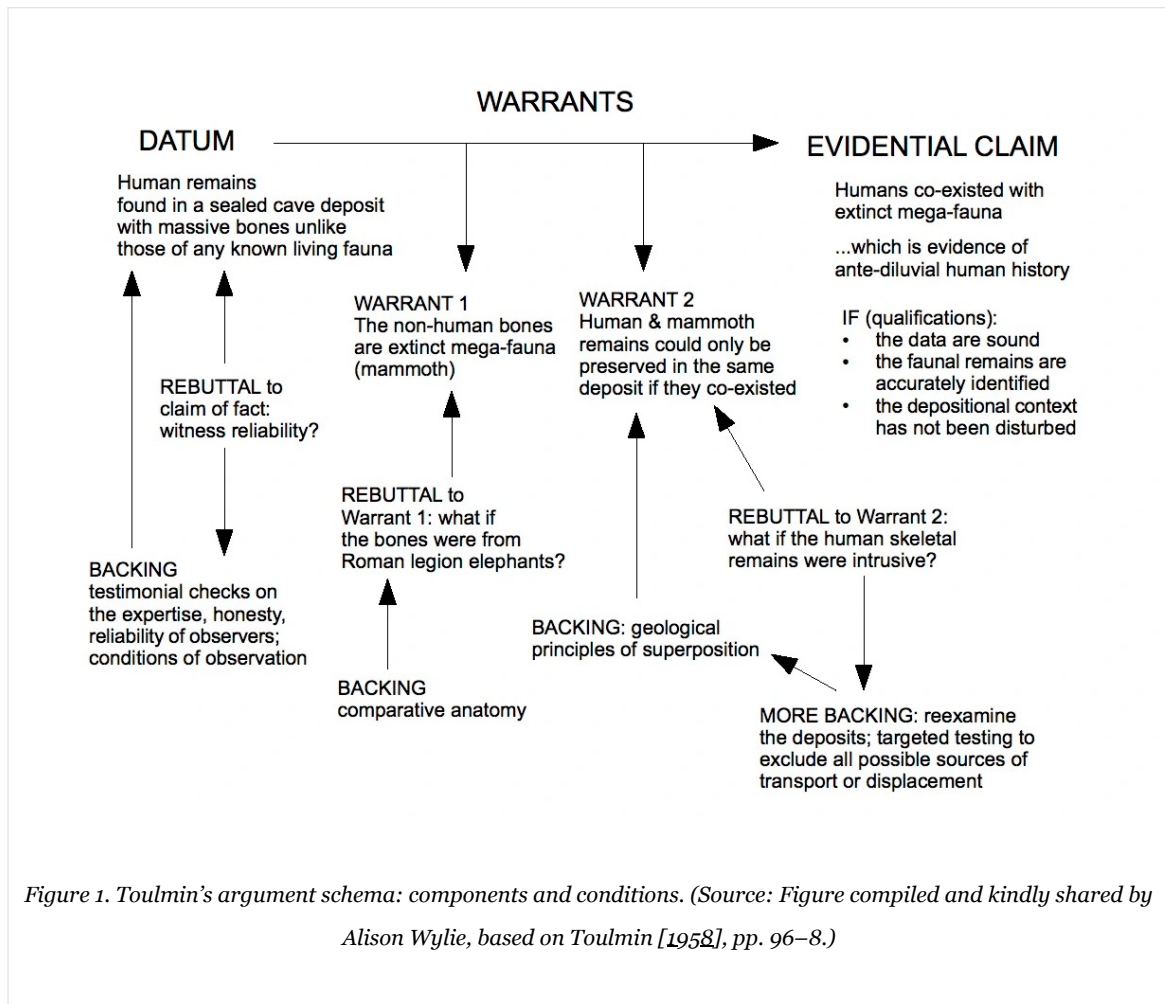 WARRANTS
DATUM
EVIDENTIAL CLAIM
Human remains
found in a sealed cave deposit
with massive bones unlike
those of any known living fauna
Humans co-existed with
extinct mega-fauna
...which is evidence of
ante-diluvial human history
IF (qualifications):
• the data are sound
• the faunal remains are
accurately identified
• the depositional context
has not been disturbed
WARRANT 1
The non-human bones
are extinct mega-fauna
(mammoth)
WARRANT 2
Human & mammoth
remains could only be
preserved in the same
deposit if they co-existed
REBUTTAL to
claim of fact:
witness reliability?
REBUTTAL to
Warrant 1: what if
the bones were from
Roman legion elephants?
REBUTTAL to Warrant 2:
what if the human skeletal
remains were intrusive?
BACKING
testimonial checks on
the expertise, honesty,
reliability of observers;
conditions of observation
BACKING: geological
principles of superposition
BACKING
comparative anatomy
MORE BACKING: reexamine
the deposits; targeted testing to
exclude all possible sources of
transport or displacement
Figure 1. Toulmin’s argument schema: components and conditions. (Source: Figure compiled and kindly shared by
Alison Wylie, based on Toulmin [1958], pp. 96–8.)